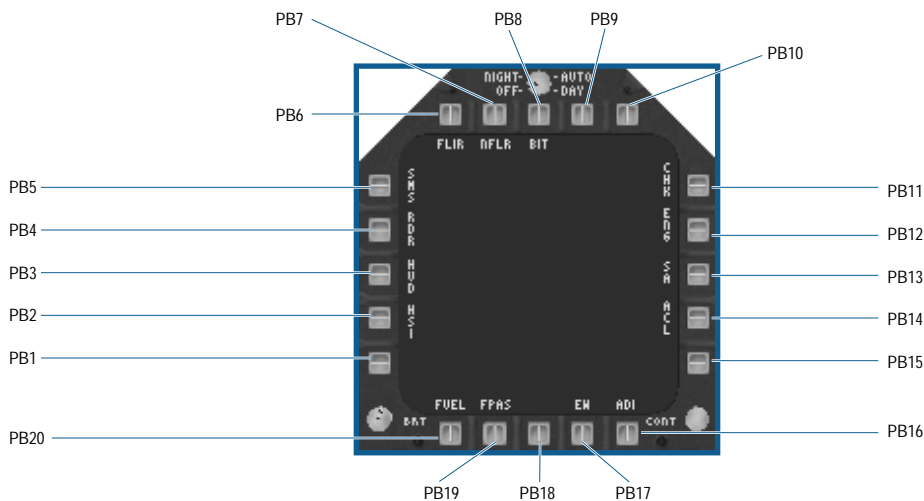 PB7 PB8 PB9
PB10
NIGHT- -AUTO
OFF- -DAY
PB6
FLIR NFLR BIT
PB5 SMS CHK PB11
PB4 RDR ENG PB12
PB3 HUD SA PB13
PB2 HSI ACL PB14
PB1 PB15
FUEL FPAS EW ADI
BRT CONT
PB20 PB16
PB19 PB18 PB17